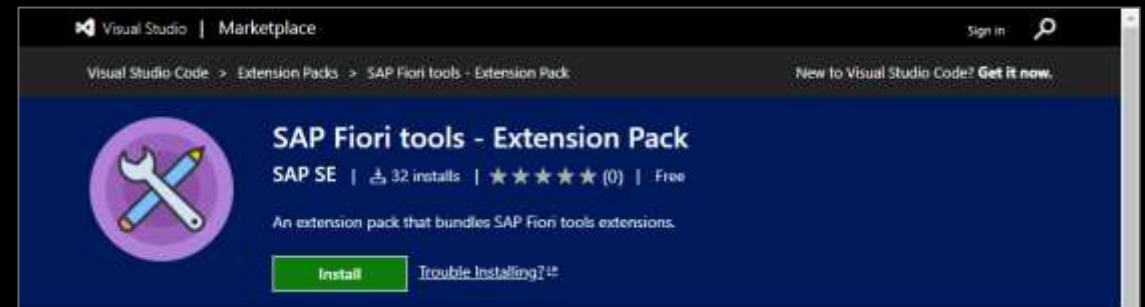 Visual Studio | Marketplace Sign in
Visual Studio Code > Extension Packs > SAP Fiori tools - Extension Pack New to Visual Studio Code? Get it now.
SAP Fiori tools - Extension Pack
SAP SE | 32 installs | ★★★★★ (0) | Free
An extension pack that bundles SAP Fiori tools extensions.
Install Trouble Installing?